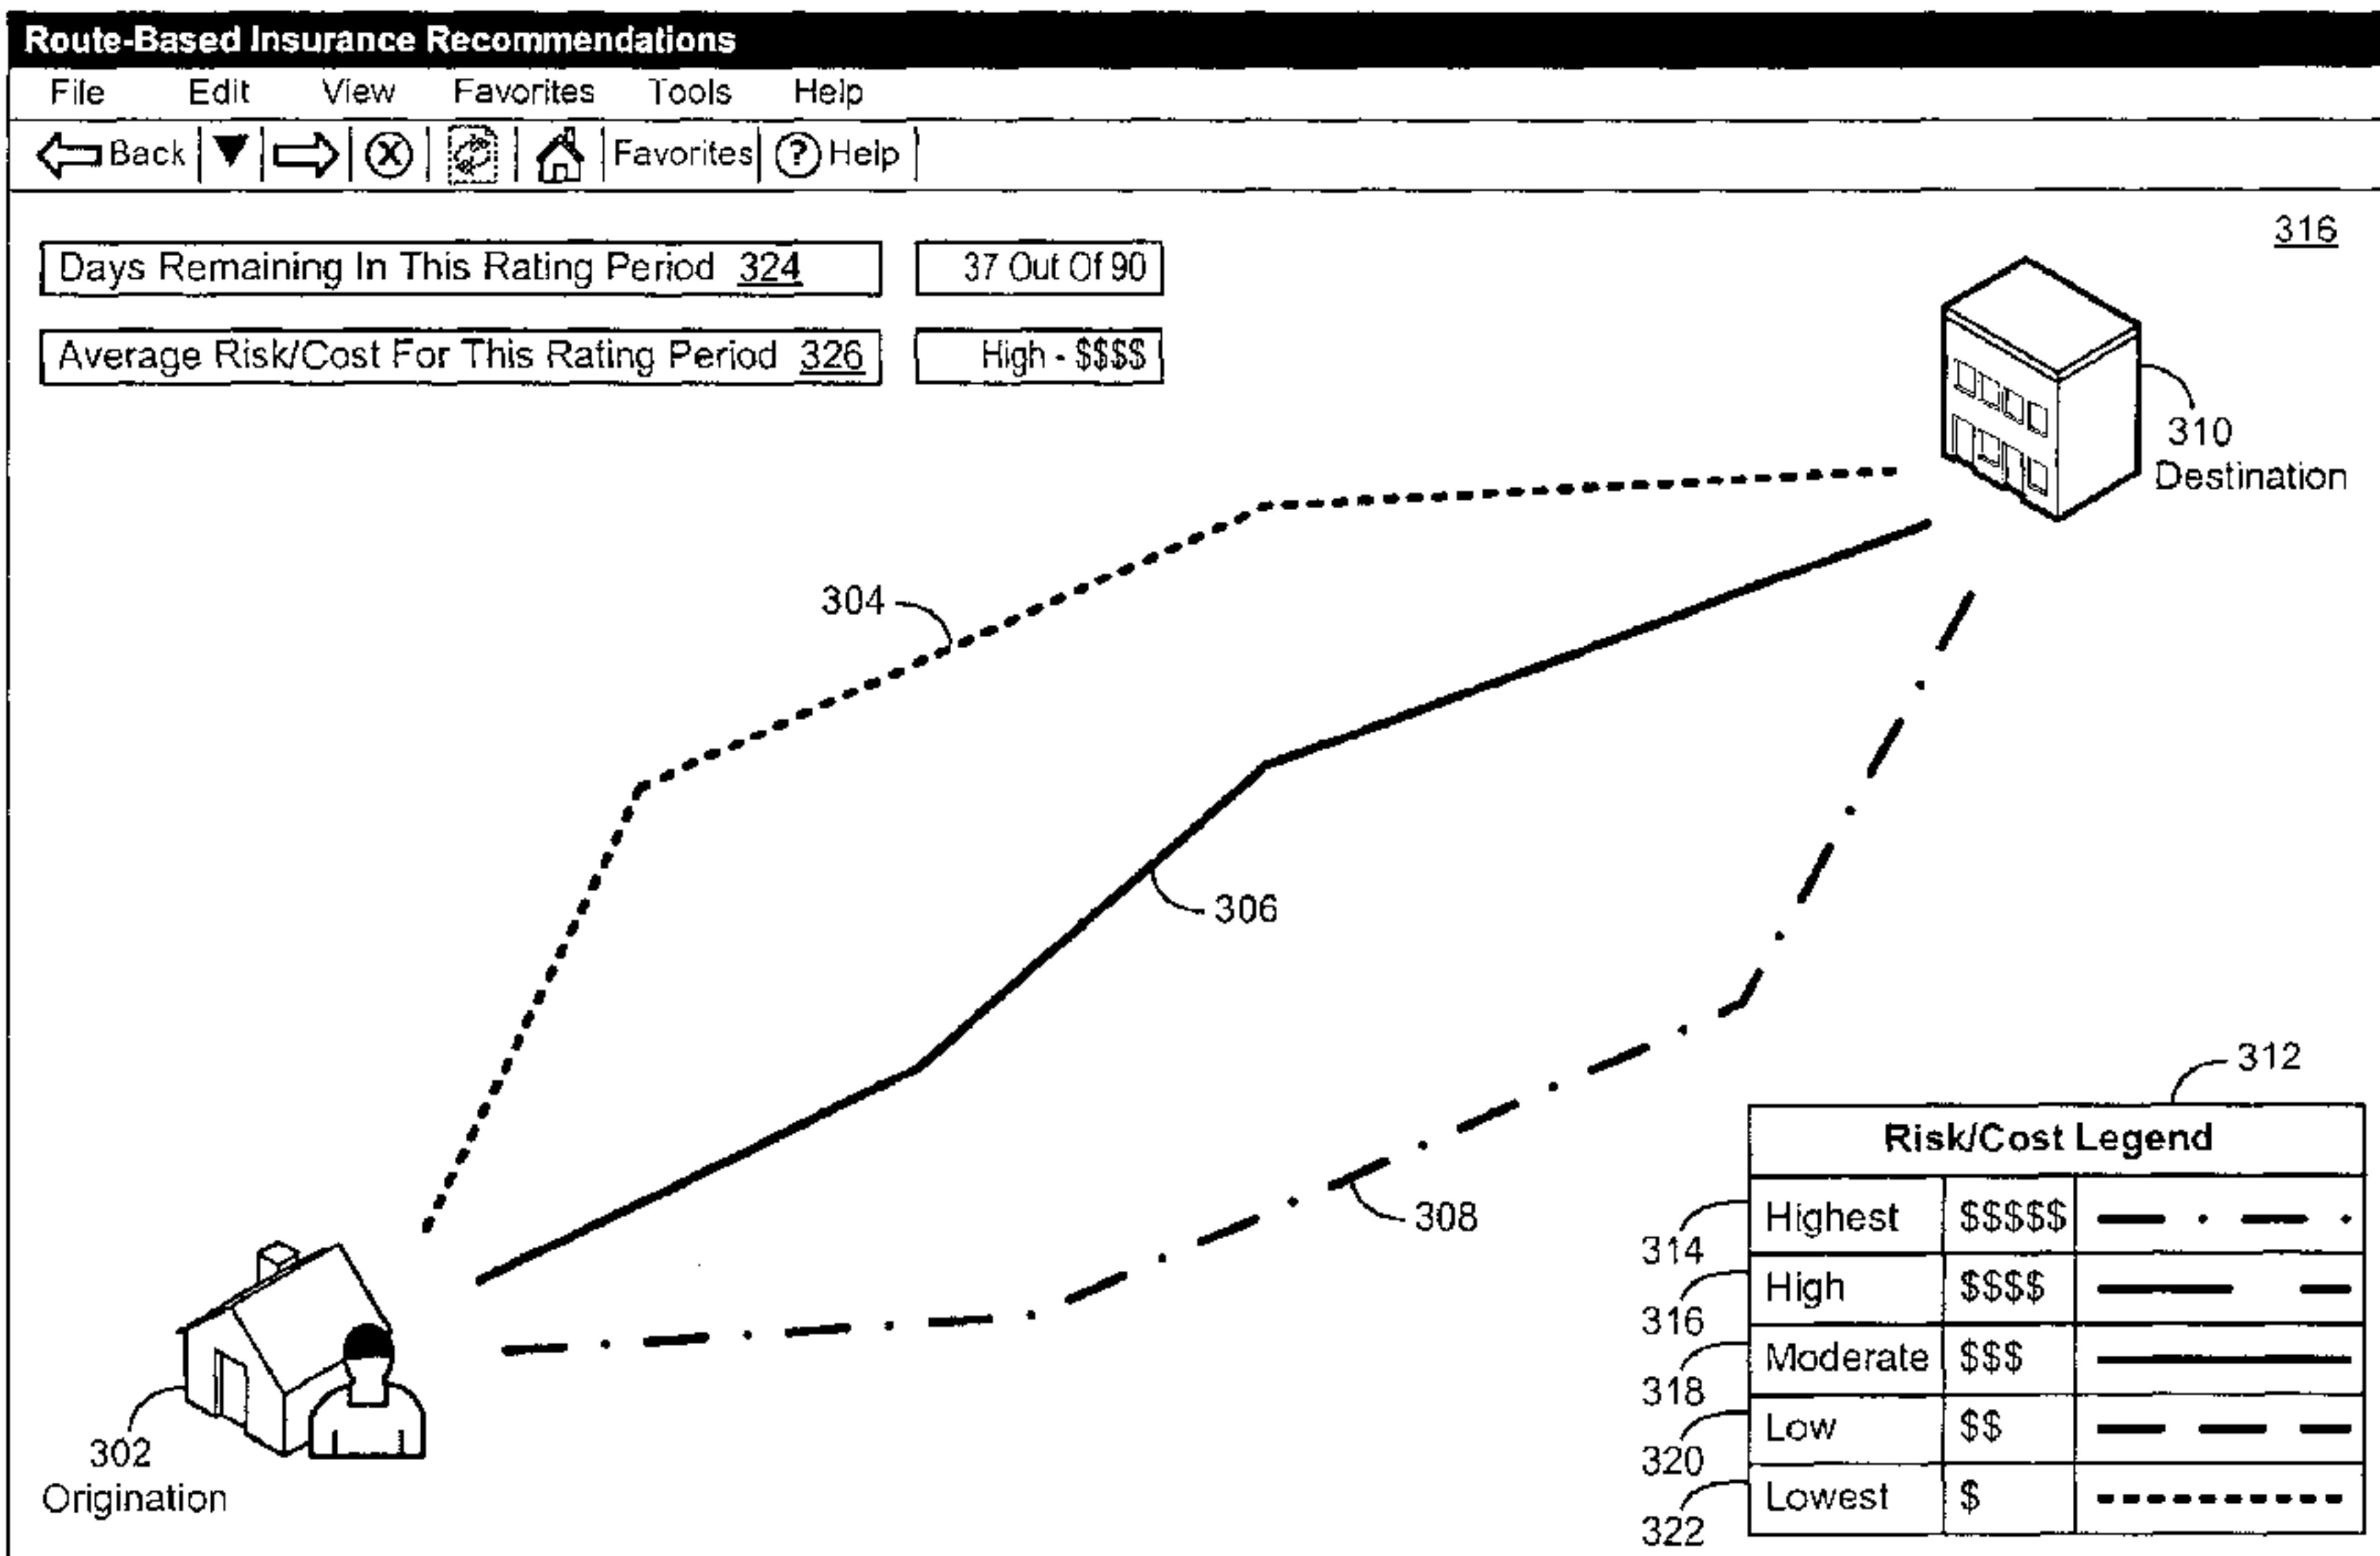 Route-Based Insurance Recommendations
File Edit View Favorites Tools Help
Back X Favorites ? Help
316
Days Remaining In This Rating Period 324 37 Out Of 90
Average Risk/Cost For This Rating Period 326 High - $$$$
310
Destination
304
306
308
312
Risk/Cost Legend
314 Highest $$$$$
316 High $$$$
318 Moderate $$$
320 Low $$
322 Lowest $
302
Origination